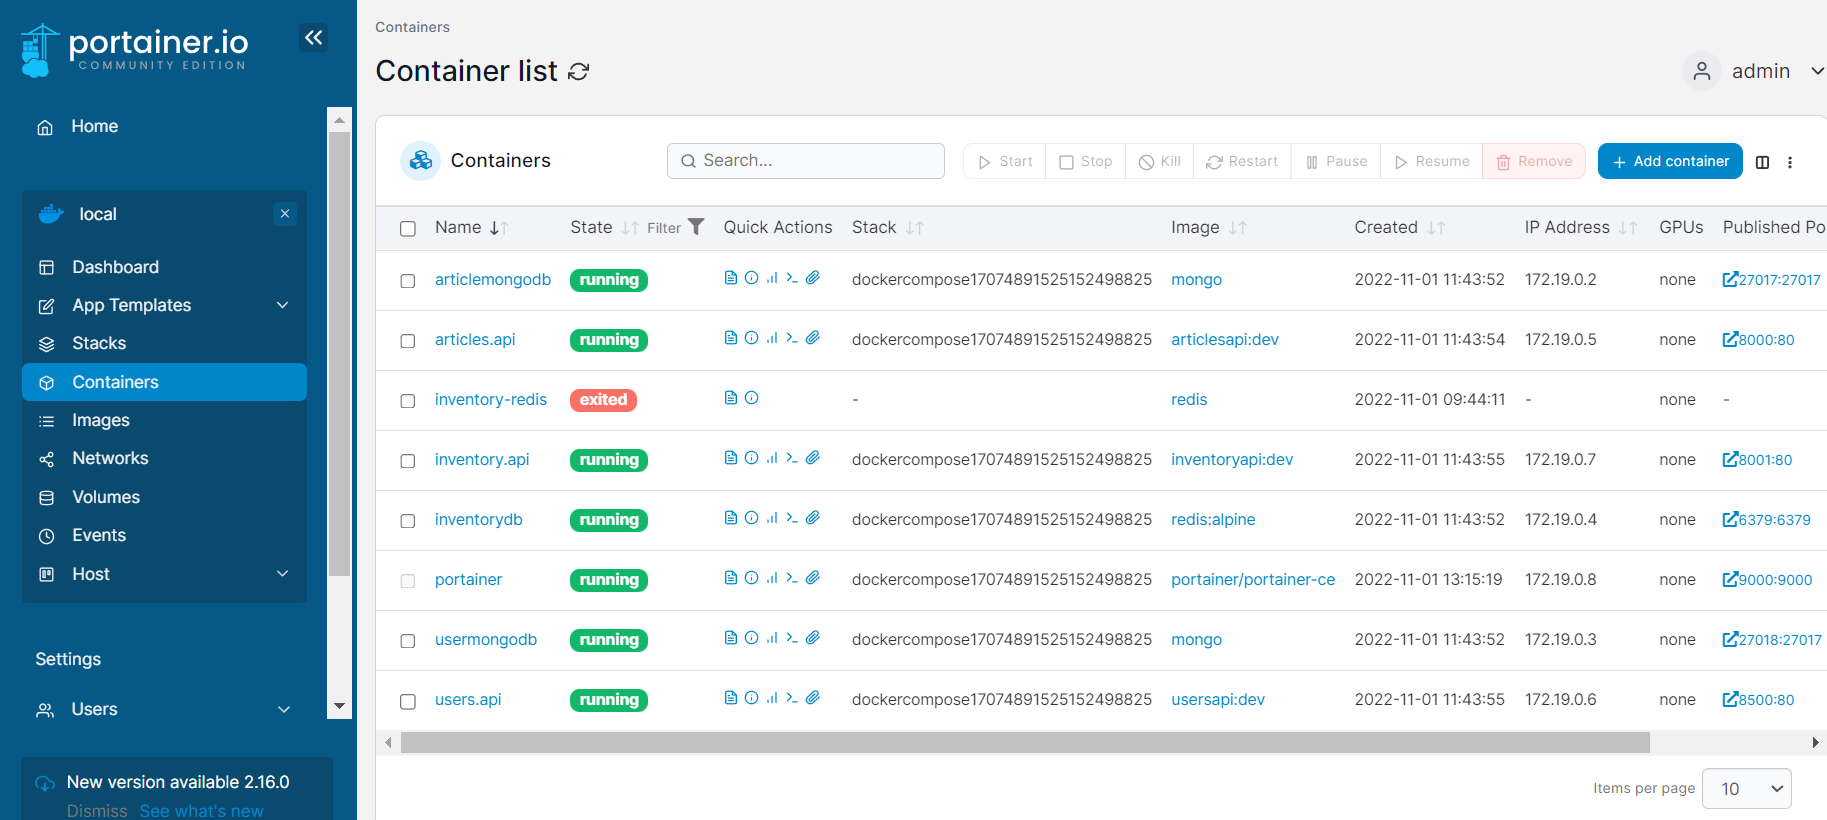 portainer.io
COMMUNITY EDITION
Home
local
Dashboard
App Templates
Stacks
Containers
Images
Networks
Volumes
Events
Host
Settings
Users
New version available 2.16.0
Dismiss See what's new
Containers
Container list
admin
Containers Search... Start Stop Kill Restart Pause Resume Remove + Add container
Name State Filter Quick Actions Stack Image Created IP Address GPUs Published Po
articlemongodb running dockercompose17074891525152498825 mongo 2022-11-01 11:43:52 172.19.0.2 none 27017:27017
articles.api running dockercompose17074891525152498825 articlesapi:dev 2022-11-01 11:43:54 172.19.0.5 none 8000:80
inventory-redis exited - redis 2022-11-01 09:44:11 - none -
inventory.api running dockercompose17074891525152498825 inventoryapi:dev 2022-11-01 11:43:55 172.19.0.7 none 8001:80
inventorydb running dockercompose17074891525152498825 redis:alpine 2022-11-01 11:43:52 172.19.0.4 none 6379:6379
portainer running dockercompose17074891525152498825 portainer/portainer-ce 2022-11-01 13:15:19 172.19.0.8 none 9000:9000
usermongodb running dockercompose17074891525152498825 mongo 2022-11-01 11:43:52 172.19.0.3 none 27018:27017
users.api running dockercompose17074891525152498825 usersapi:dev 2022-11-01 11:43:55 172.19.0.6 none 8500:80
Items per page 10